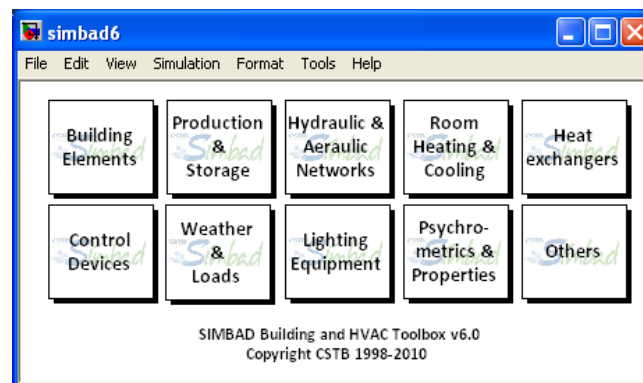 simbad6
File Edit View Simulation Format Tools Help
Building
Elements
Production
&
Storage
Hydraulic &
Aeraulic
Networks
Room
Heating &
Cooling
Heat
exchangers
Control
Devices
Weather
&
Loads
Lighting
Equipment
Psychro-
metrics &
Properties
Others
SIMBAD Building and HVAC Toolbox v6.0
Copyright CSTB 1998-2010